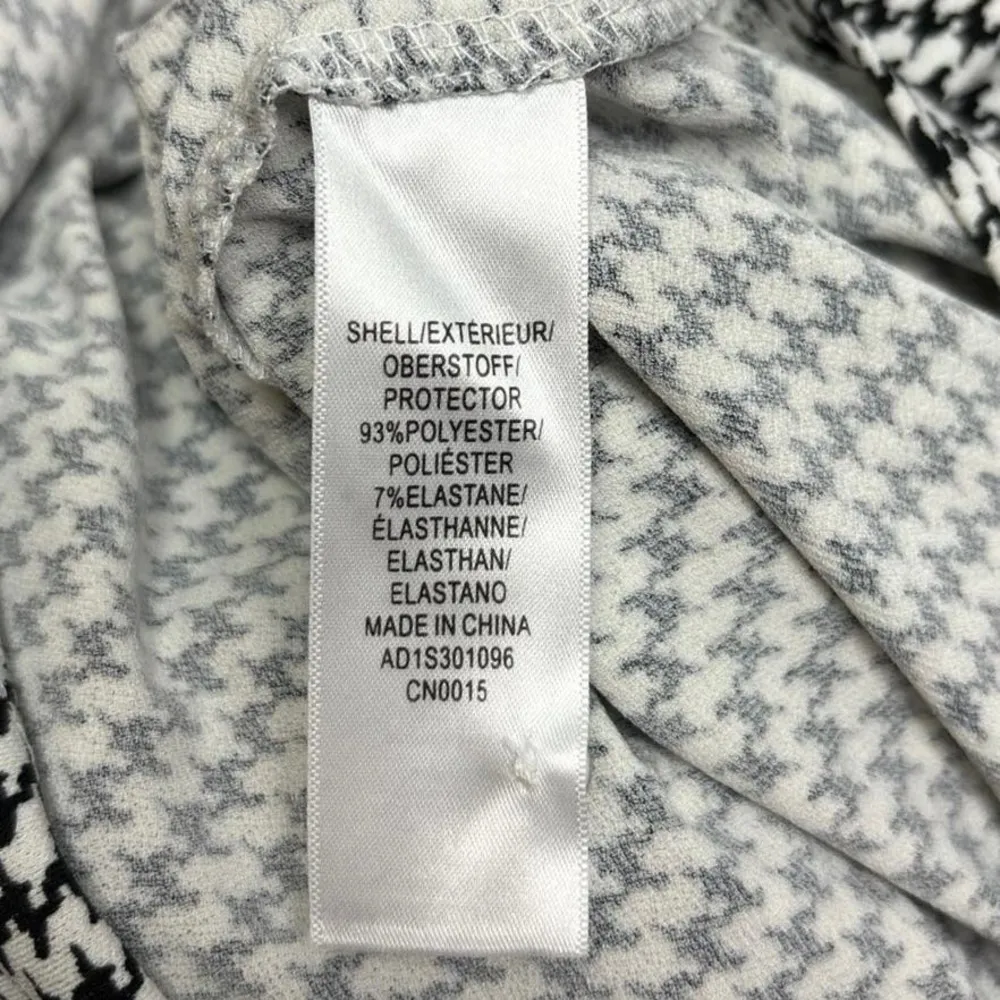 SHELL/EXTÉRIEUR/
OBERSTOFF/
PROTECTOR
93%POLYESTER/
POLIÉSTER
7%ELASTANE/
ÉLASTHANNE/
ELASTHAN/
ELASTANO
MADE IN CHINA
AD1S301096
CN0015